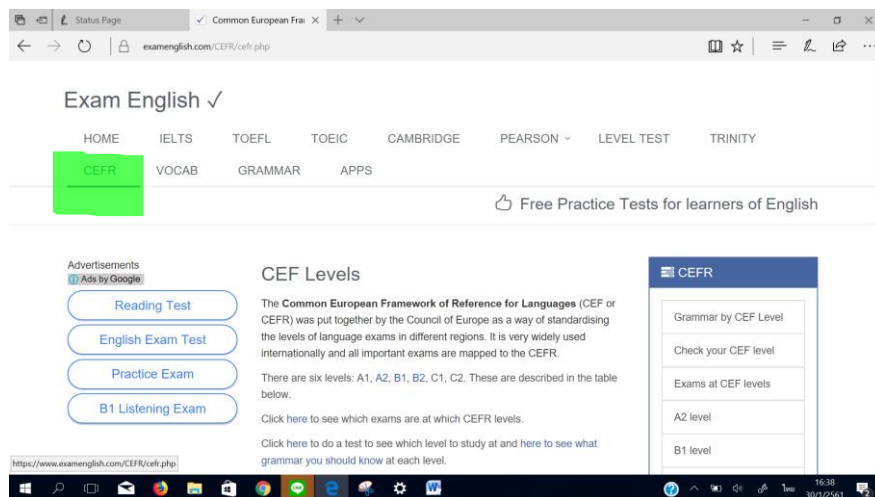 Status Page
Common European Fra
examenglish.com/CEFR/cefr.php
Exam English ✓
HOME IELTS TOEFL TOEIC CAMBRIDGE PEARSON LEVEL TEST TRINITY
CEFR VOCAB GRAMMAR APPS
Free Practice Tests for learners of English
Advertisements
Ads by Google
Reading Test
English Exam Test
Practice Exam
B1 Listening Exam
CEF Levels
The Common European Framework of Reference for Languages (CEF or
CEFR) was put together by the Council of Europe as a way of standardising
the levels of language exams in different regions. It is very widely used
internationally and all important exams are mapped to the CEFR.
There are six levels: A1, A2, B1, B2, C1, C2. These are described in the table
below.
Click here to see which exams are at which CEFR levels.
Click here to do a test to see which level to study at and here to see what
grammar you should know at each level.
CEFR
Grammar by CEF Level
Check your CEF level
Exams at CEF levels
A2 level
B1 level
https://www.examenglish.com/CEFR/cefr.php
ไทย
16:38
30/1/2561